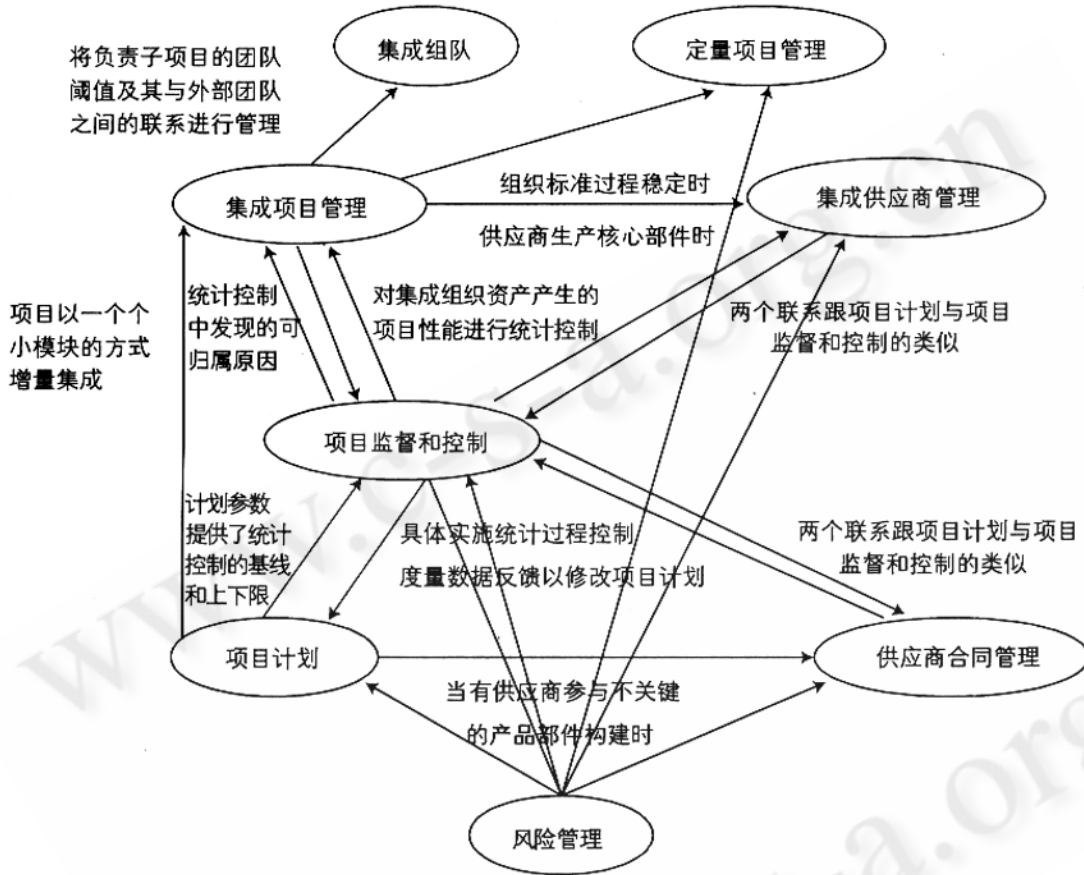 集成组队
定量项目管理
将负责子项目的团队
阈值及其与外部团队
之间的联系进行管理
集成项目管理
组织标准过程稳定时
集成供应商管理
供应商生产核心部件时
项目以一个个
小模块的方式
增量集成
统计控制
中发现的可
归属原因
对集成组织资产产生的
项目性能进行统计控制
两个联系跟项目计划与项目
监督和控制的类似
项目监督和控制
计划参数
提供了统计
控制的基线
和上下限
具体实施统计过程控制
度量数据反馈以修改项目计划
两个联系跟项目计划与项目
监督和控制的类似
项目计划
供应商合同管理
当有供应商参与不关键
的产品部件构建时
风险管理
www.c-s-a.org.cn
www.c-s-a.org